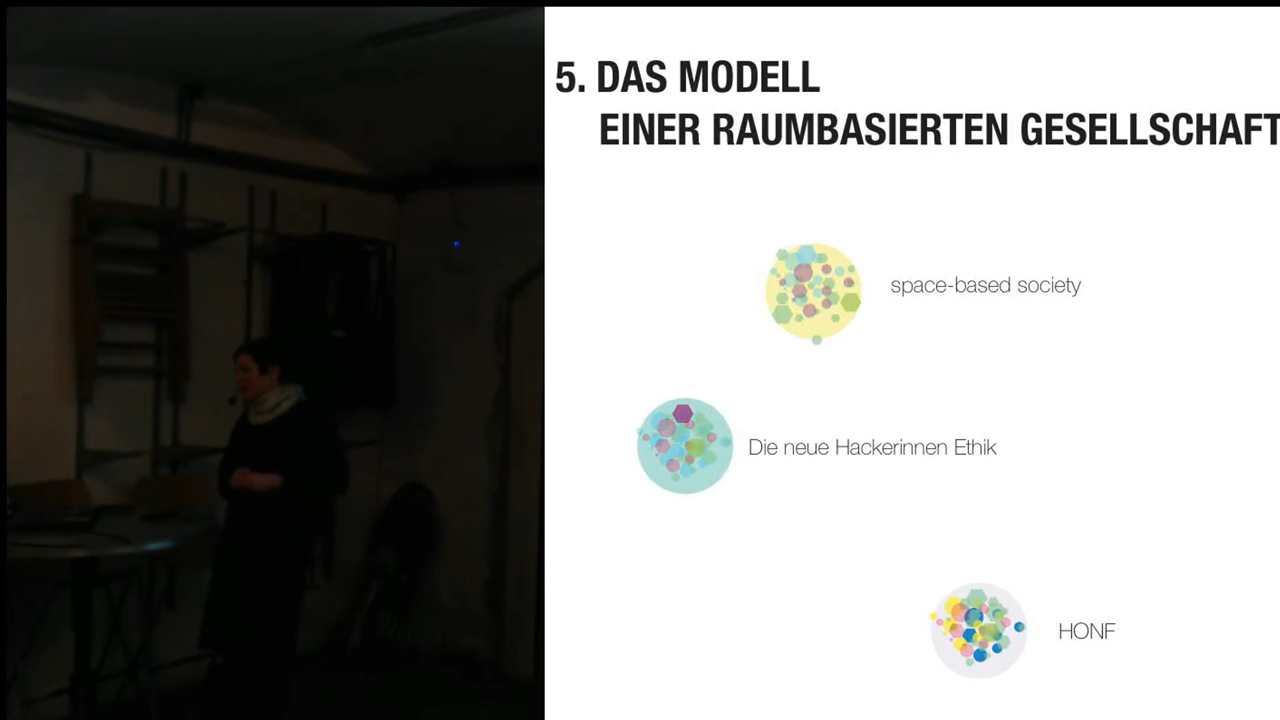 5. DAS MODELL
EINER RAUMBASIERTEN GESELLSCHAFT
space-based society
Die neue Hackerinnen Ethik
HONF